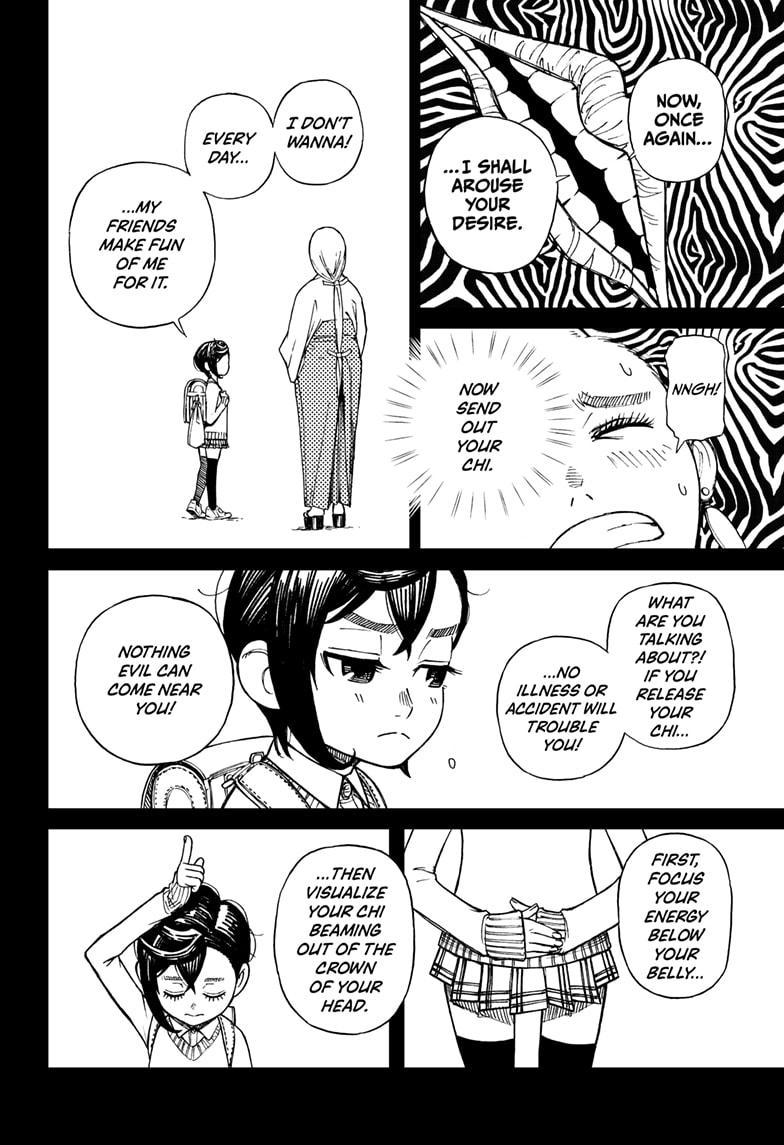 NOW,
ONCE
AGAIN...
...I SHALL
AROUSE
YOUR
DESIRE.
NNGH!
NOW
SEND
OUT
YOUR
CHI.
I DON'T
WANNA!
EVERY
DAY...
...MY
FRIENDS
MAKE FUN
OF ME
FOR IT.
WHAT
ARE YOU
TALKING
ABOUT?!
IF YOU
RELEASE
YOUR
CHI...
...NO
ILLNESS OR
ACCIDENT WILL
TROUBLE
YOU!
NOTHING
EVIL CAN
COME NEAR
YOU!
FIRST,
FOCUS
YOUR
ENERGY
BELOW
YOUR
BELLY...
...THEN
VISUALIZE
YOUR CHI
BEAMING
OUT OF THE
CROWN
OF YOUR
HEAD.